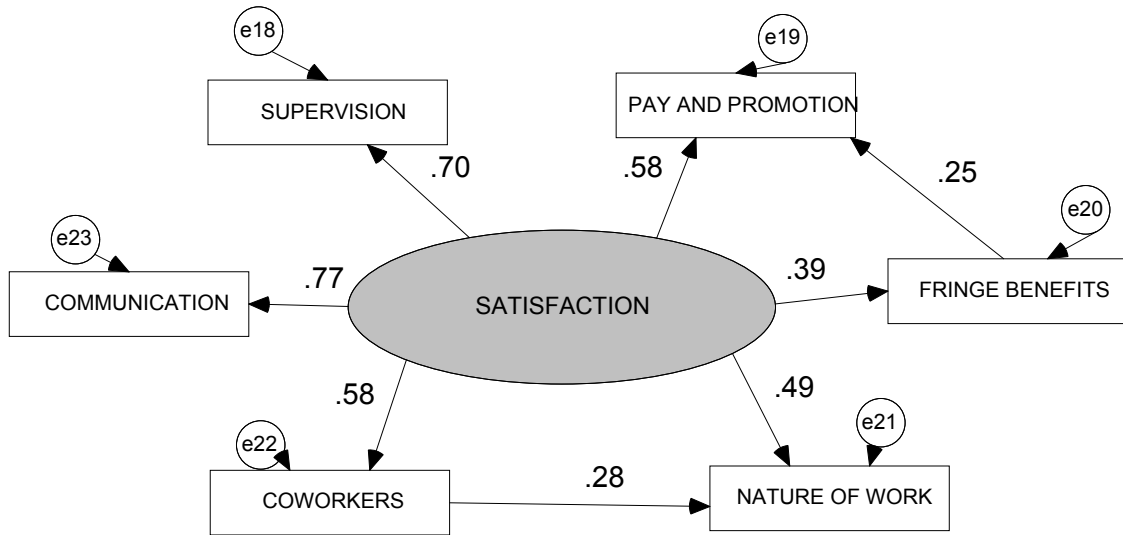 e18
e19
SUPERVISION
PAY AND PROMOTION
.70
.58
.25
e20
e23
COMMUNICATION
.77
SATISFACTION
.39
FRINGE BENEFITS
.58
.49
e22
e21
COWORKERS
.28
NATURE OF WORK